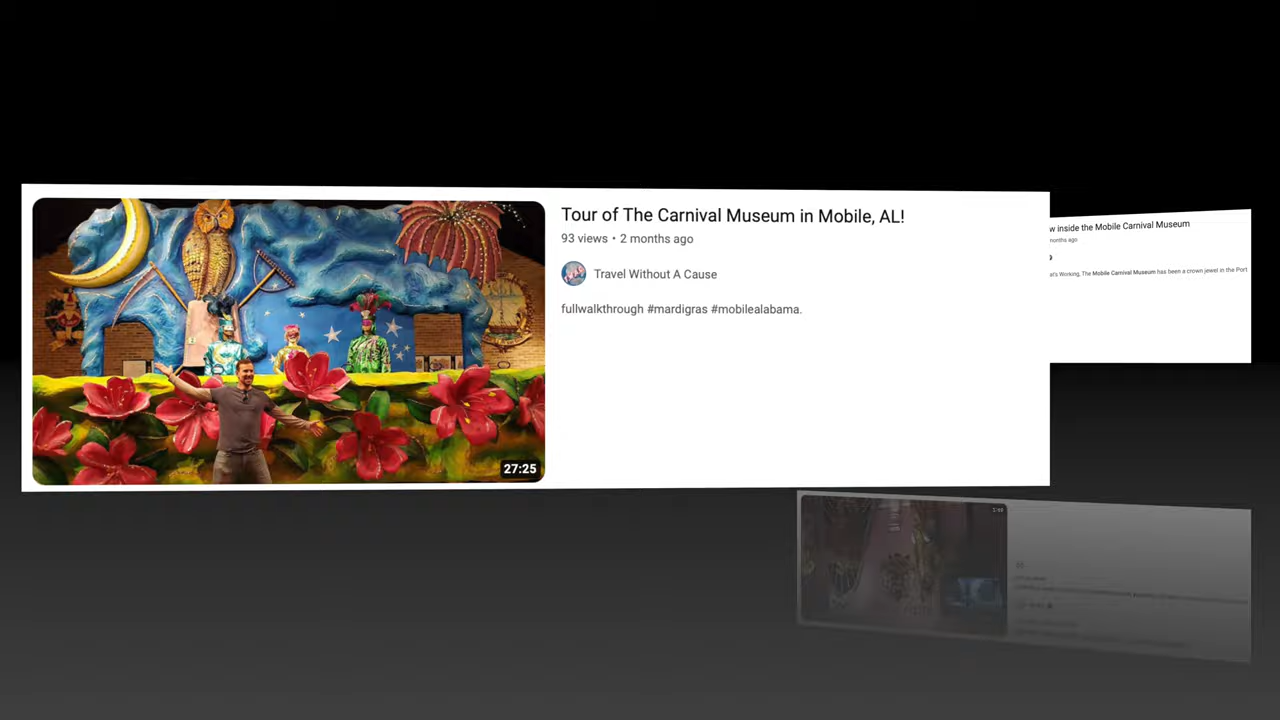 Tour of The Carnival Museum in Mobile, AL!
93 views • 2 months ago
Travel Without A Cause
fullwalkthrough #mardigras #mobilealabama.
27:25
w inside the Mobile Carnival Museum
months ago
el's Working, The Mobile Carnival Museum has been a crown jewel in the Port